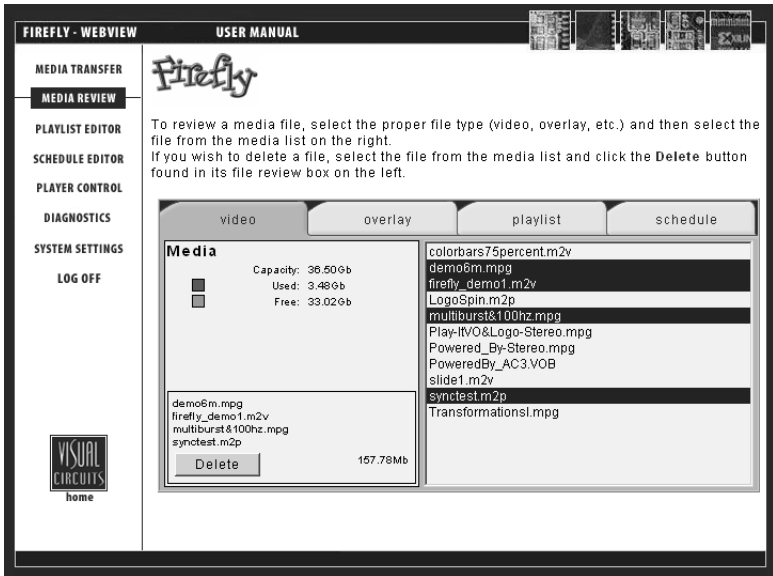 FIREFLY - WEBVIEW
USER MANUAL
MEDIA TRANSFER
MEDIA REVIEW
PLAYLIST EDITOR
SCHEDULE EDITOR
PLAYER CONTROL
DIAGNOSTICS
SYSTEM SETTINGS
LOG OFF
VISUAL
CIRCUITS
home
Firefly
To review a media file, select the proper file type (video, overlay, etc.) and then select the
file from the media list on the right.
If you wish to delete a file, select the file from the media list and click the Delete button
found in its file review box on the left.
video
overlay
playlist
schedule
Media
Capacity: 36.50Gb
Used: 3.48Gb
Free: 33.02Gb
demo6m.mpg
firefly_demo1.m2v
multiburst&100hz.mpg
synctest.m2p
Delete
157.78Mb
colorbars75percent.m2v
demo6m.mpg
firefly_demo1.m2v
LogoSpin.m2p
multiburst&100hz.mpg
Play-ItVO&Logo-Stereo.mpg
Powered_By-Stereo.mpg
PoweredBy_AC3.VOB
slide1.m2v
synctest.m2p
Transformationsl.mpg